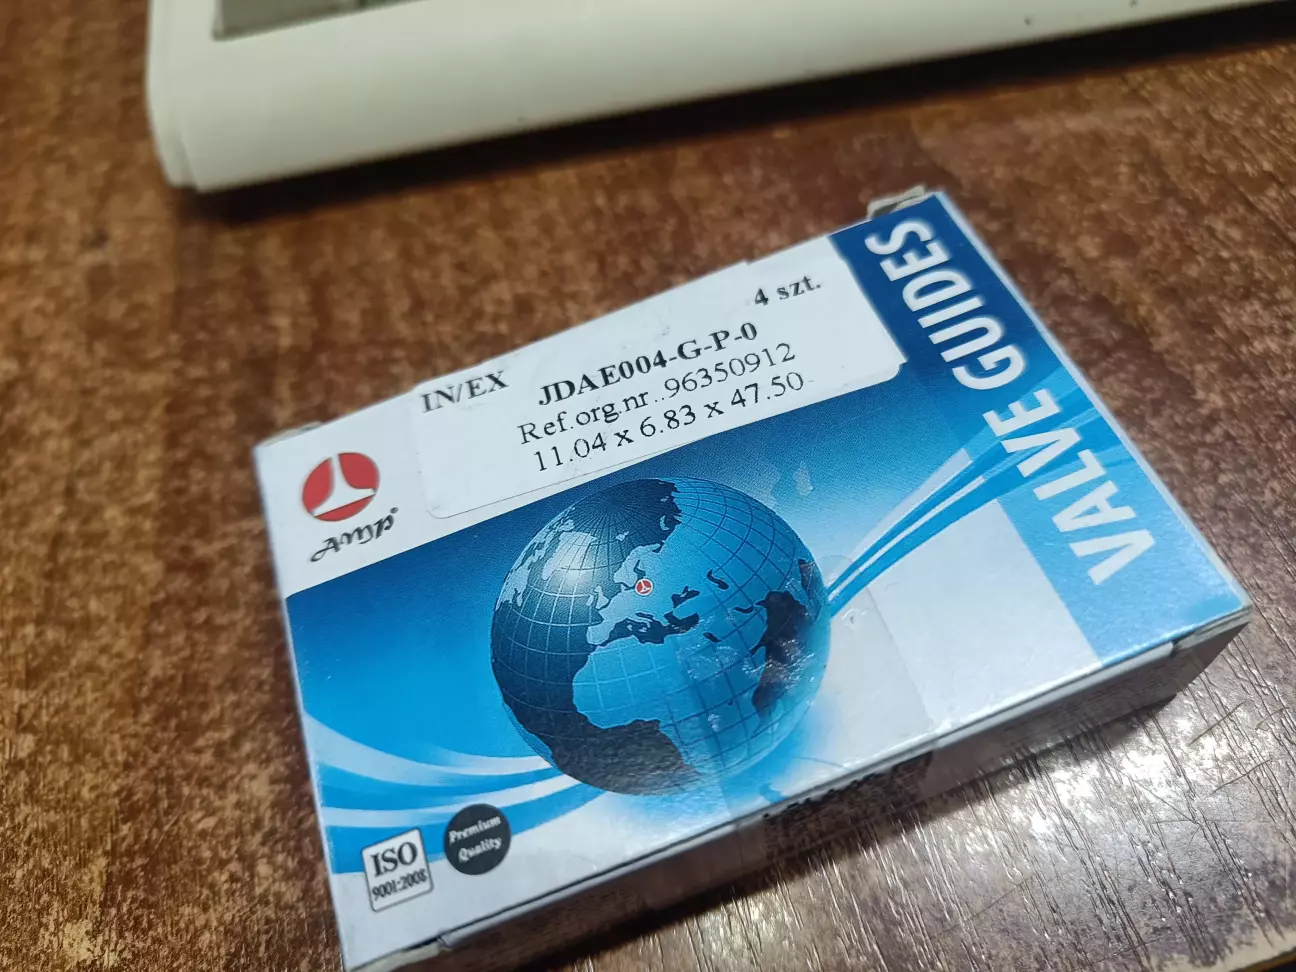 4 szt.
IN/EX JDAE004-G-P-0
Ref.org.nr..96350912
11.04 x 6.83 x 47.50
AMP®
VALVE GUIDES
ISO
9001:2008
Premium
Quality